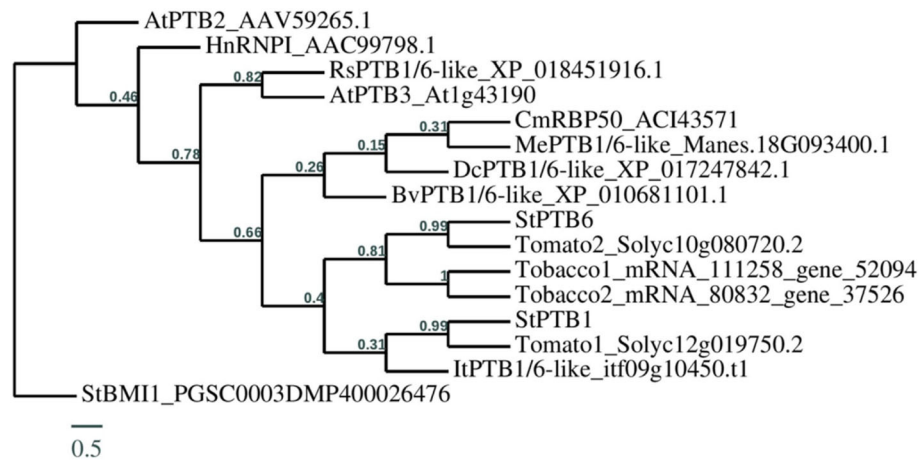 AtPTB2_AAV59265.1
HnRNPI_AAC99798.1
0.46
0.82
RsPTB1/6-like_XP_018451916.1
AtPTB3_At1g43190
0.78
CmRBP50_ACI43571
0.31
MePTB1/6-like_Manes.18G093400.1
0.15
DcPTB1/6-like_XP_017247842.1
0.26
BvPTB1/6-like_XP_010681101.1
0.66
StPTB6
0.99
Tomato2_Solyc10g080720.2
0.81
Tobacco1_mRNA_111258_gene_52094
1
Tobacco2_mRNA_80832_gene_37526
0.4
StPTB1
0.99
Tomato1_Solyc12g019750.2
0.31
ItPTB1/6-like_itf09g10450.t1
StBMI1_PGSC0003DMP400026476
0.5